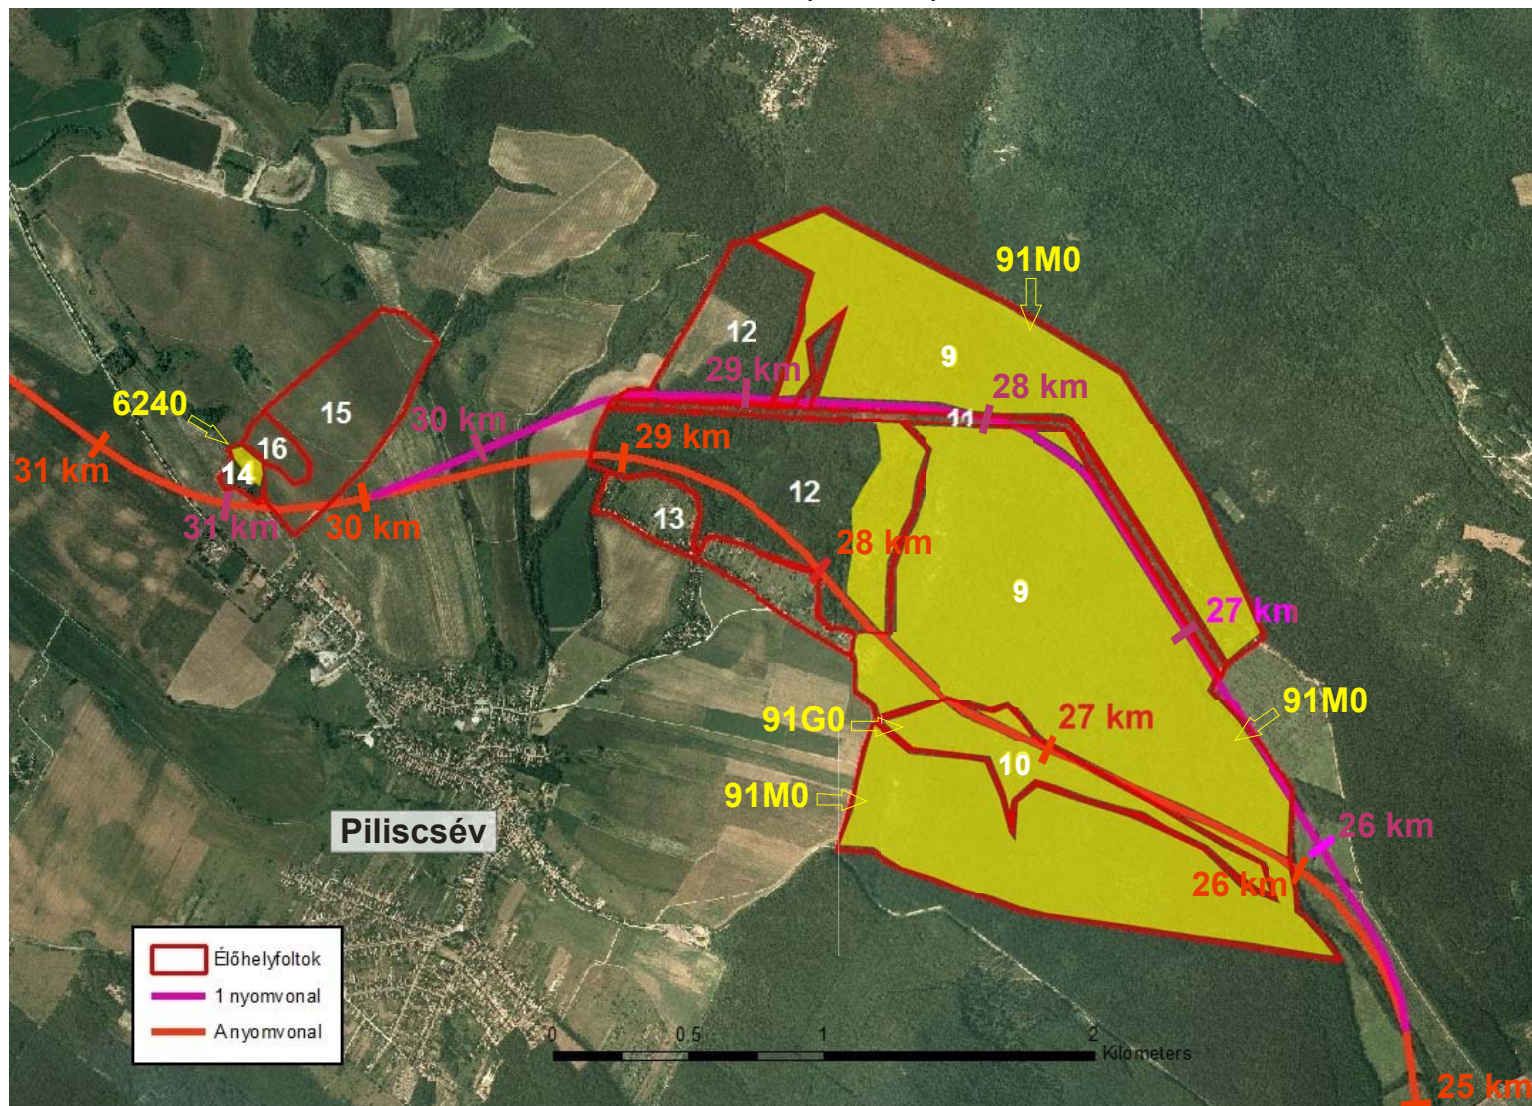 91M0
12
9
29 km
28 km
11
6240
15
30 km
16
29 km
31 km
14
12
31 km
30 km
13
28 km
9
27 km
91M0
91G0
27 km
10
91M0
Piliscsév
26 km
26 km
Élőhelyfoltok
1 nyomvonal
A nyomvonal
0 0.5 1 2
Kilometers
25 km